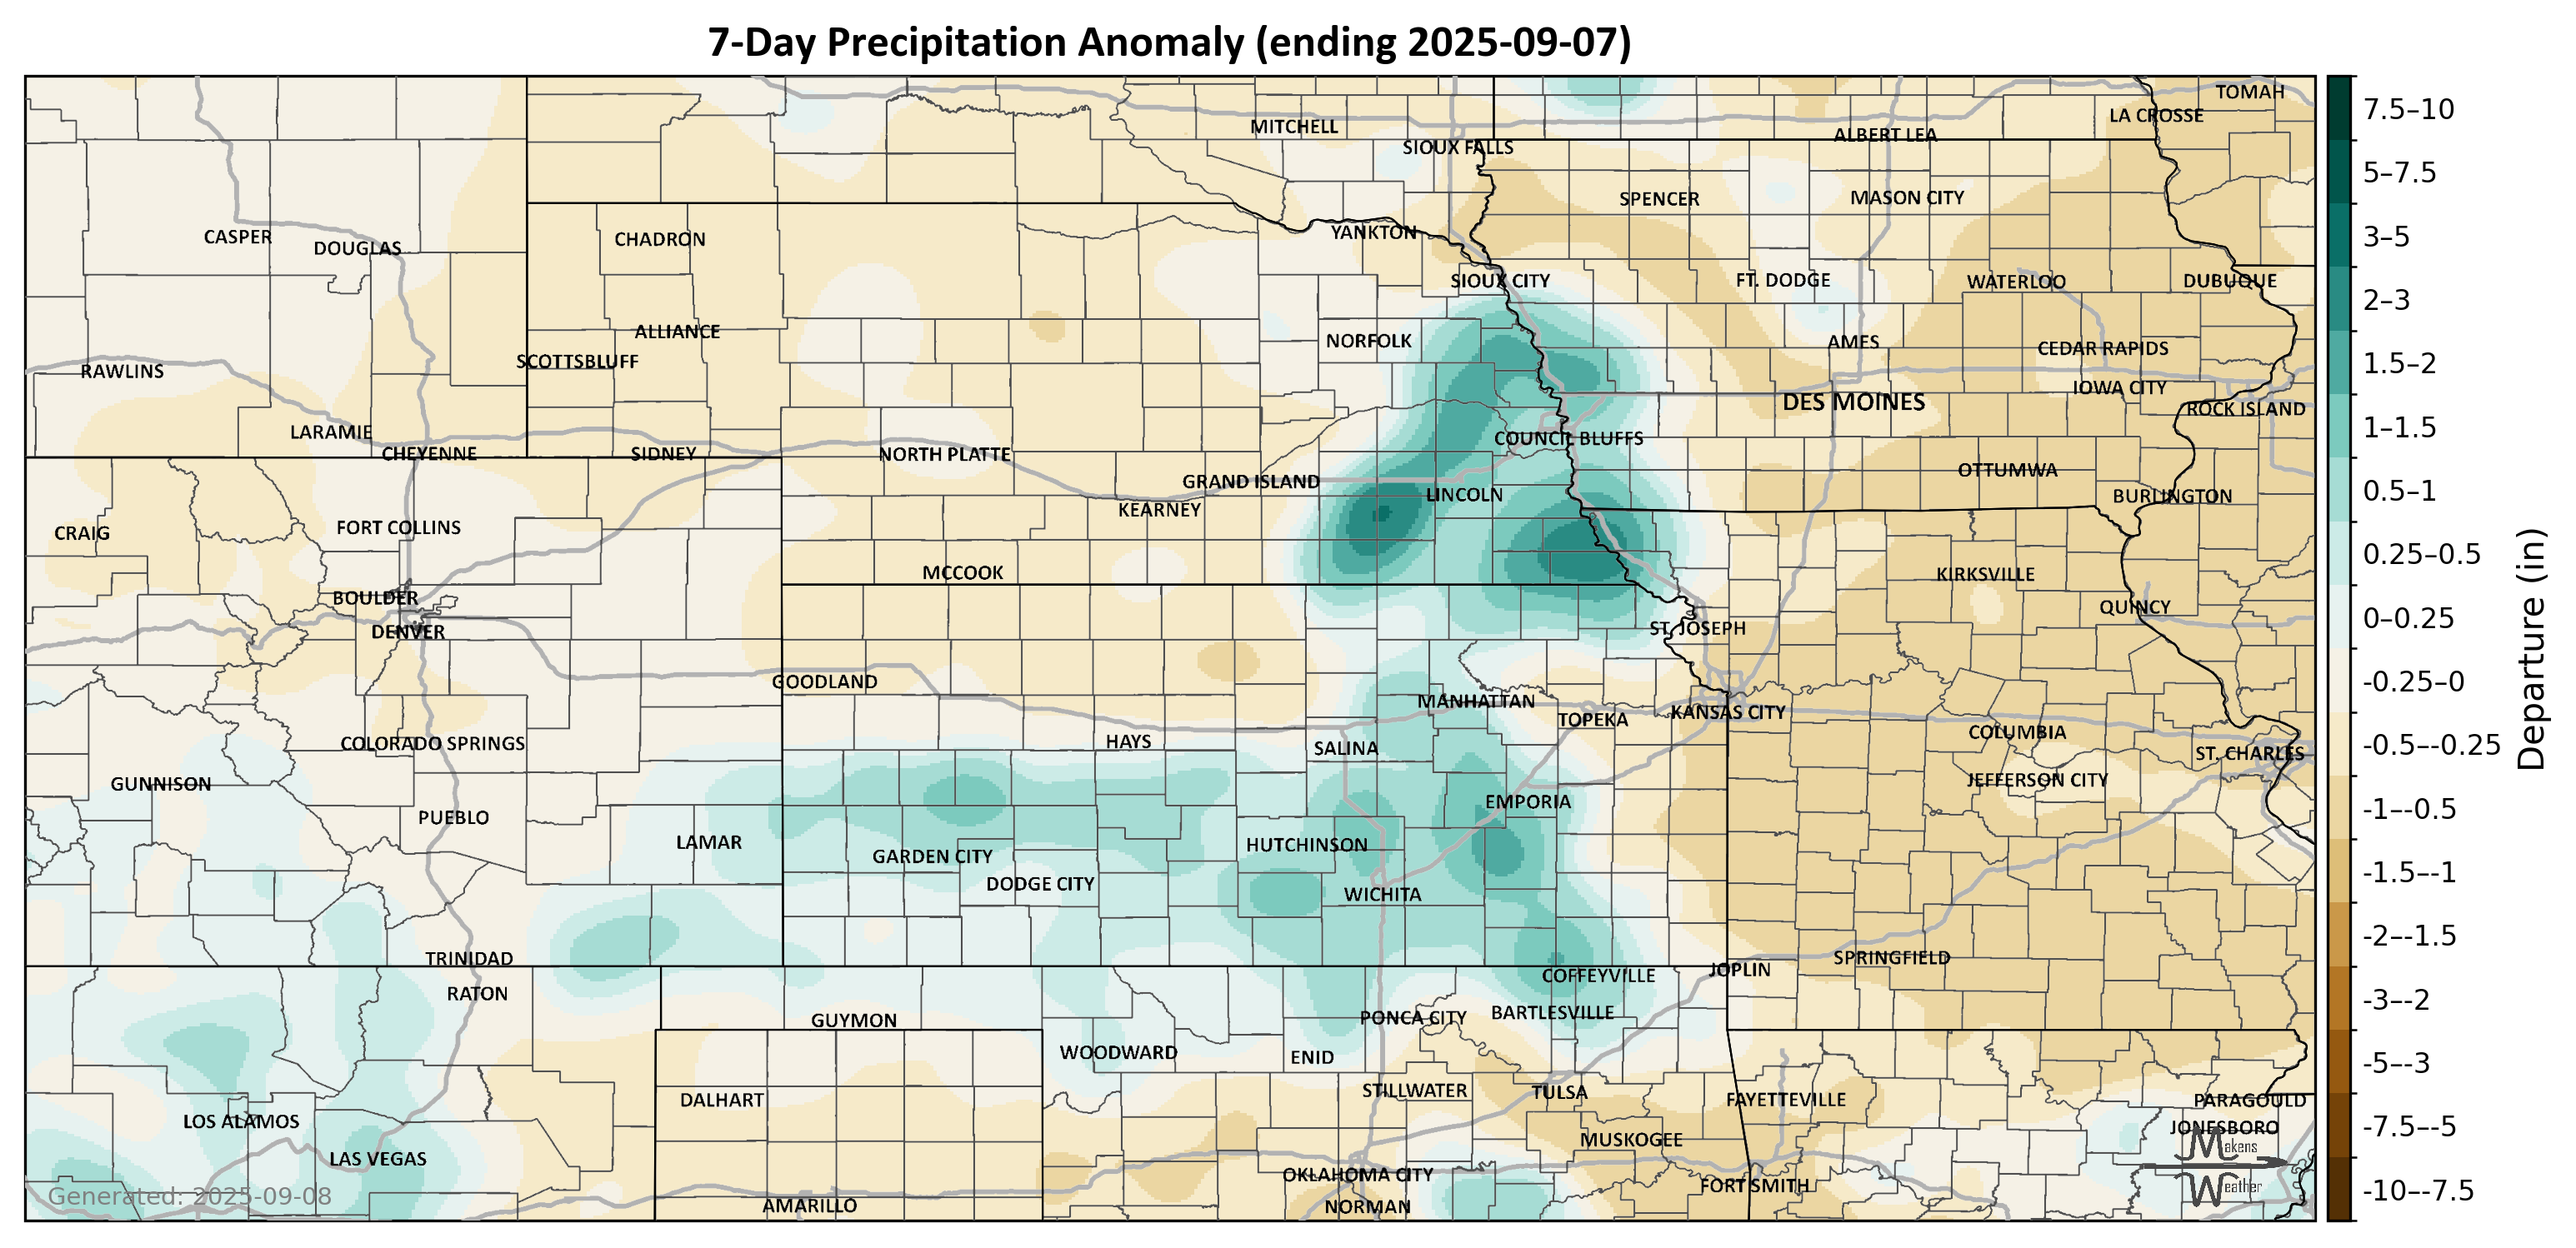 7-Day Precipitation Anomaly (ending 2025-09-07)
TOMAH
LA CROSSE
MITCHELL
ALBERT LEA
SIOUX FALLS
SPENCER
MASON CITY
CASPER
DOUGLAS
CHADRON
YANKTON
SIOUX CITY
FT. DODGE
WATERLOO
DUBUQUE
ALLIANCE
NORFOLK
AMES
CEDAR RAPIDS
SCOTTSBLUFF
RAWLINS
IOWA CITY
DES MOINES
ROCK ISLAND
LARAMIE
COUNCIL BLUFFS
CHEYENNE
SIDNEY
NORTH PLATTE
OTTUMWA
GRAND ISLAND
LINCOLN
BURLINGTON
KEARNEY
CRAIG
FORT COLLINS
MCCOOK
KIRKSVILLE
BOULDER
QUINCY
DENVER
ST. JOSEPH
GOODLAND
MANHATTAN
TOPEKA
KANSAS CITY
COLUMBIA
COLORADO SPRINGS
HAYS
SALINA
ST. CHARLES
GUNNISON
JEFFERSON CITY
EMPORIA
PUEBLO
LAMAR
HUTCHINSON
GARDEN CITY
DODGE CITY
WICHITA
TRINIDAD
SPRINGFIELD
JOPLIN
COFFEYVILLE
RATON
GUYMON
PONCA CITY
BARTLESVILLE
WOODWARD
ENID
STILLWATER
TULSA
DALHART
FAYETTEVILLE
PARAGOULD
LOS ALAMOS
JONESBORO
MUSKOGEE
LAS VEGAS
OKLAHOMA CITY
FORT SMITH
AMARILLO
NORMAN
Generated: 2025-09-08
Makens
Weather
7.5–10
5–7.5
3–5
2–3
1.5–2
1–1.5
0.5–1
0.25–0.5
0–0.25
-0.25–0
-0.5–-0.25
-1–-0.5
-1.5–-1
-2–-1.5
-3–-2
-5–-3
-7.5–-5
-10–-7.5
Departure (in)